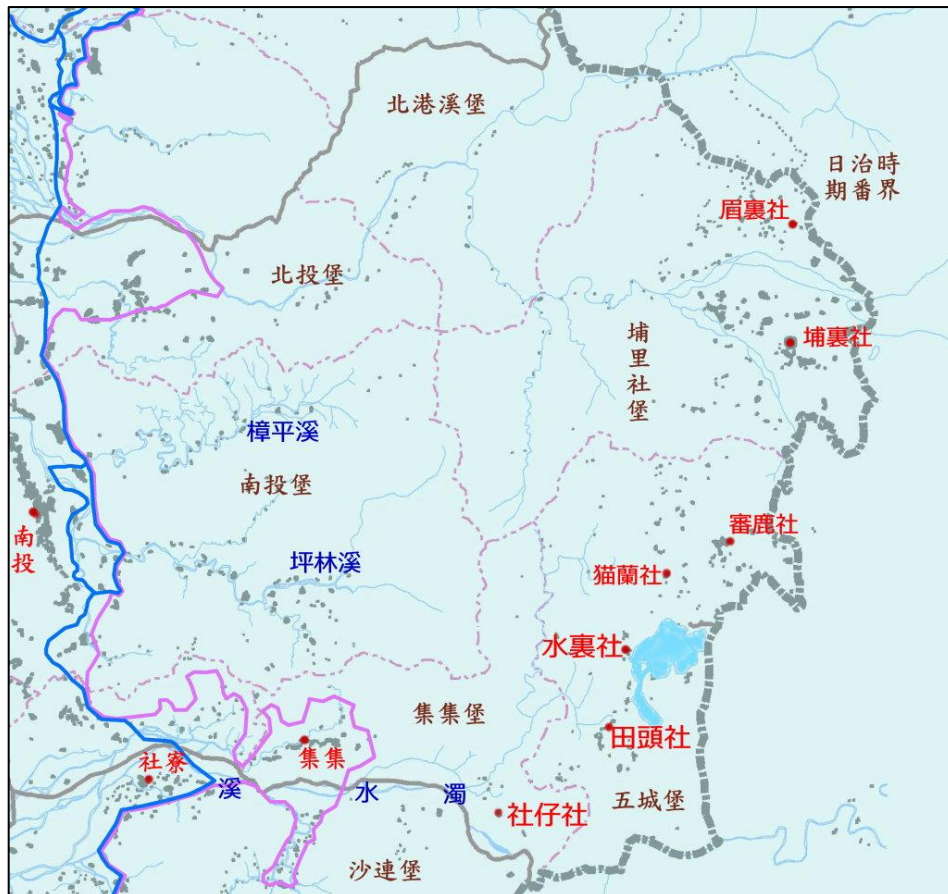 北港溪堡
日治時
期番界
眉裏社
北投堡
埔里社堡
埔裏社
樟平溪
南投堡
南投
審鹿社
坪林溪
猫蘭社
水裏社
集集堡
田頭社
集集
社寮
溪 水 濁
五城堡
社仔社
沙連堡